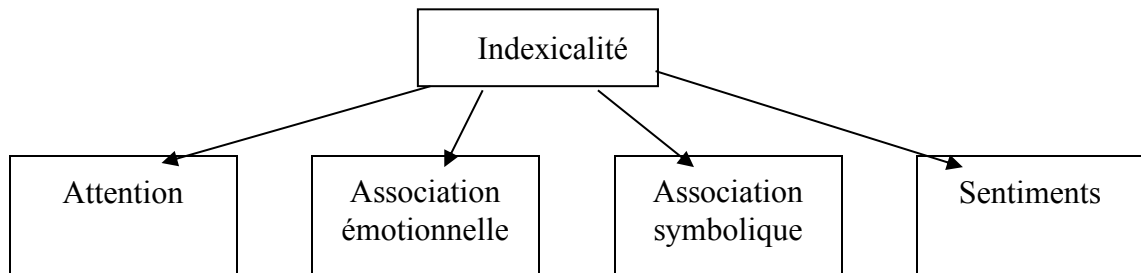 Indexicalité
Attention
Association
émotionnelle
Association
symbolique
Sentiments